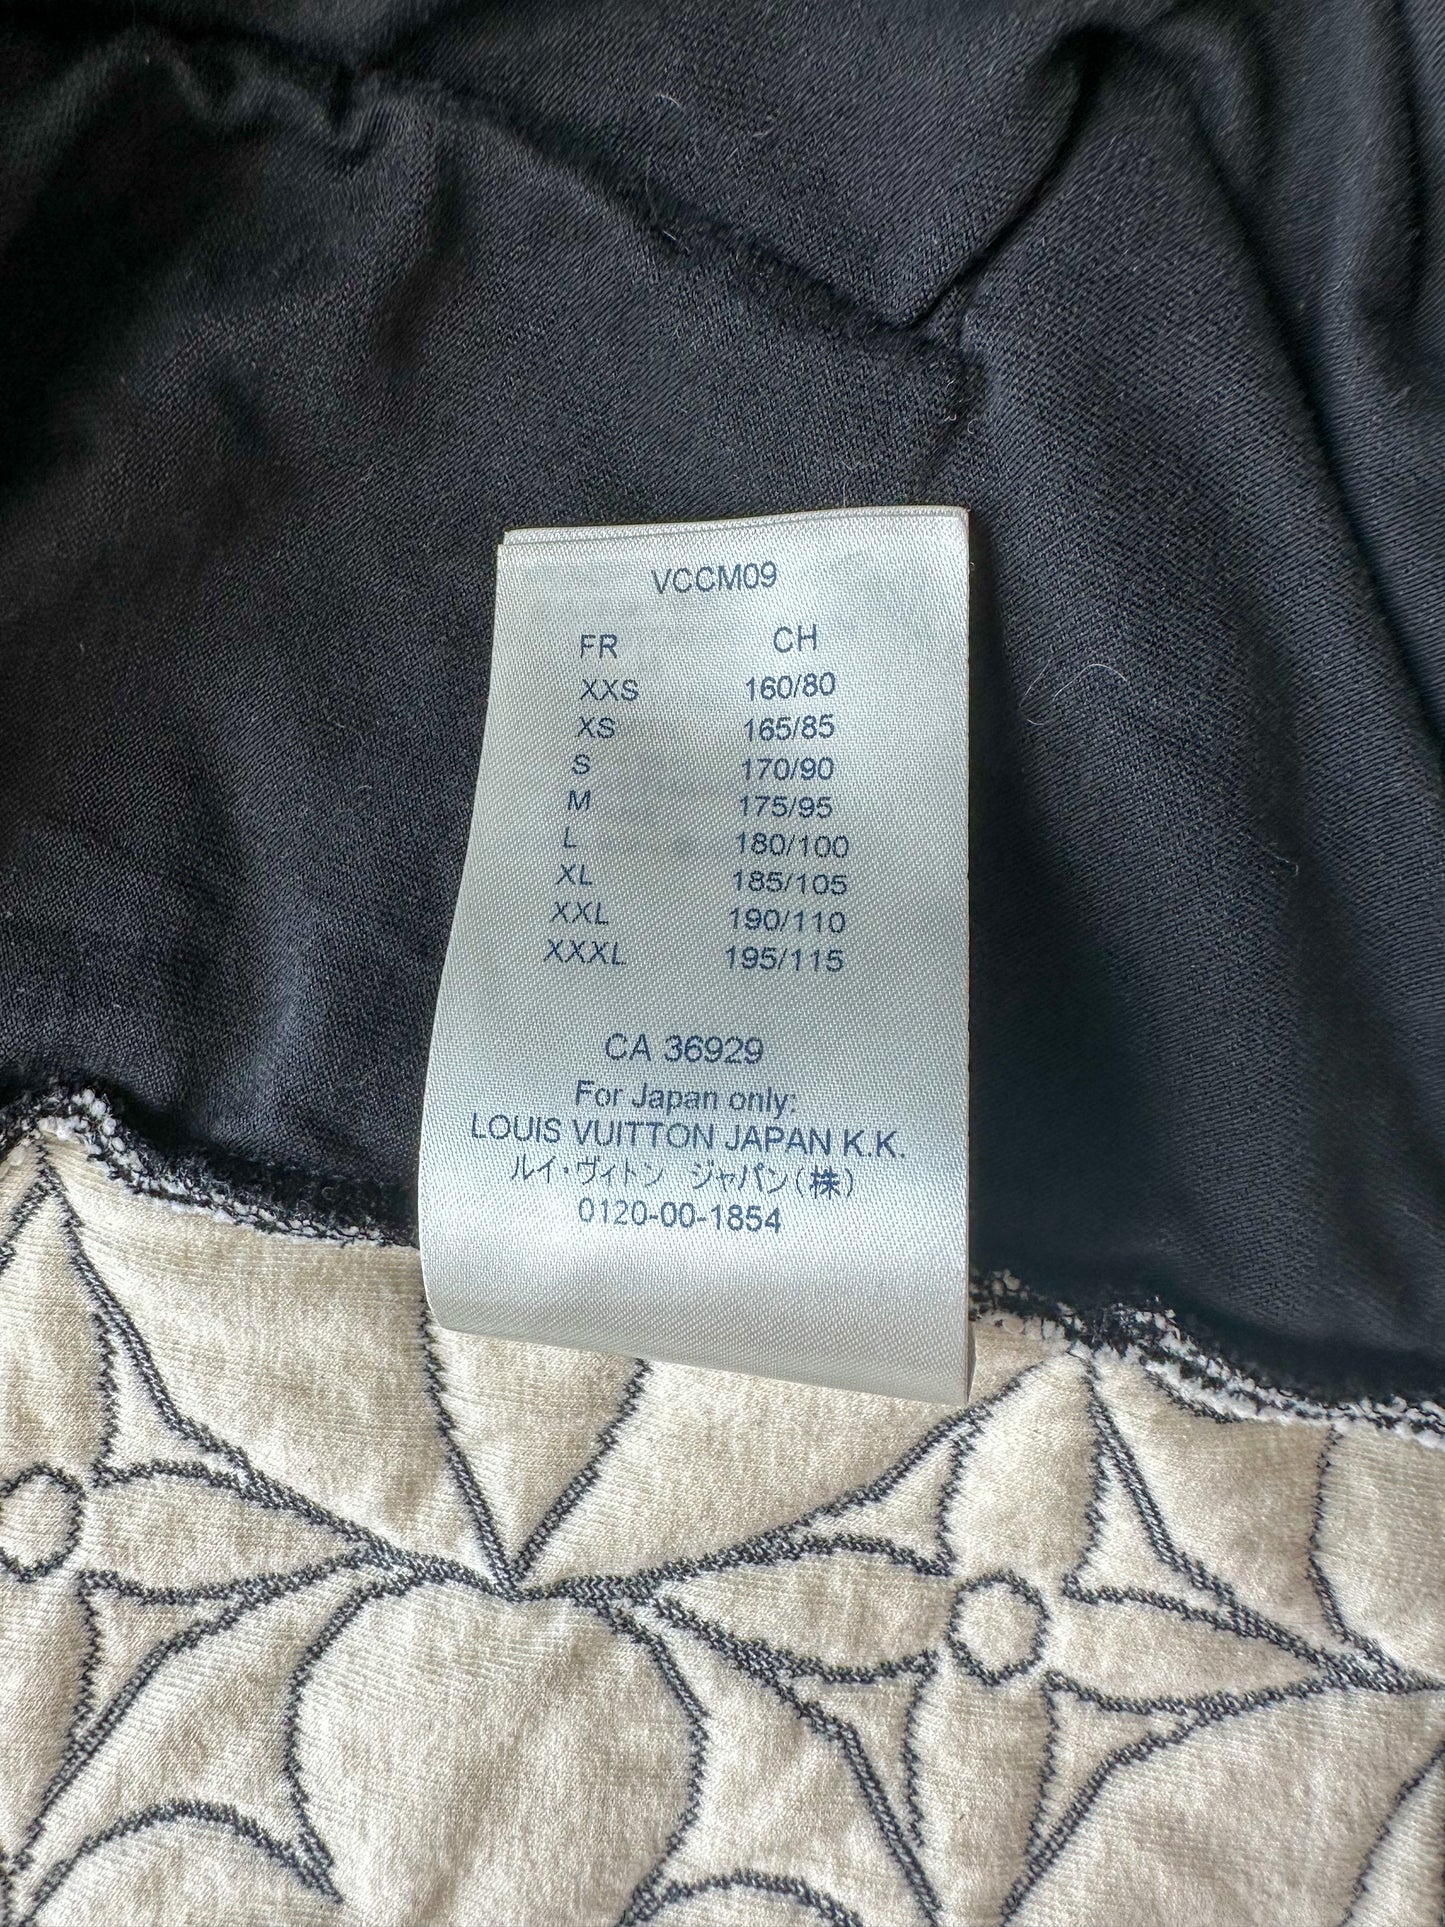 VCCM09
FR CH
XXS 160/80
XS 165/85
S 170/90
M 175/95
L 180/100
XL 185/105
XXL 190/110
XXXL 195/115
CA 36929
For Japan only:
LOUIS VUITTON JAPAN K.K.
ルイ・ヴィトン ジャパン(株)
0120-00-1854